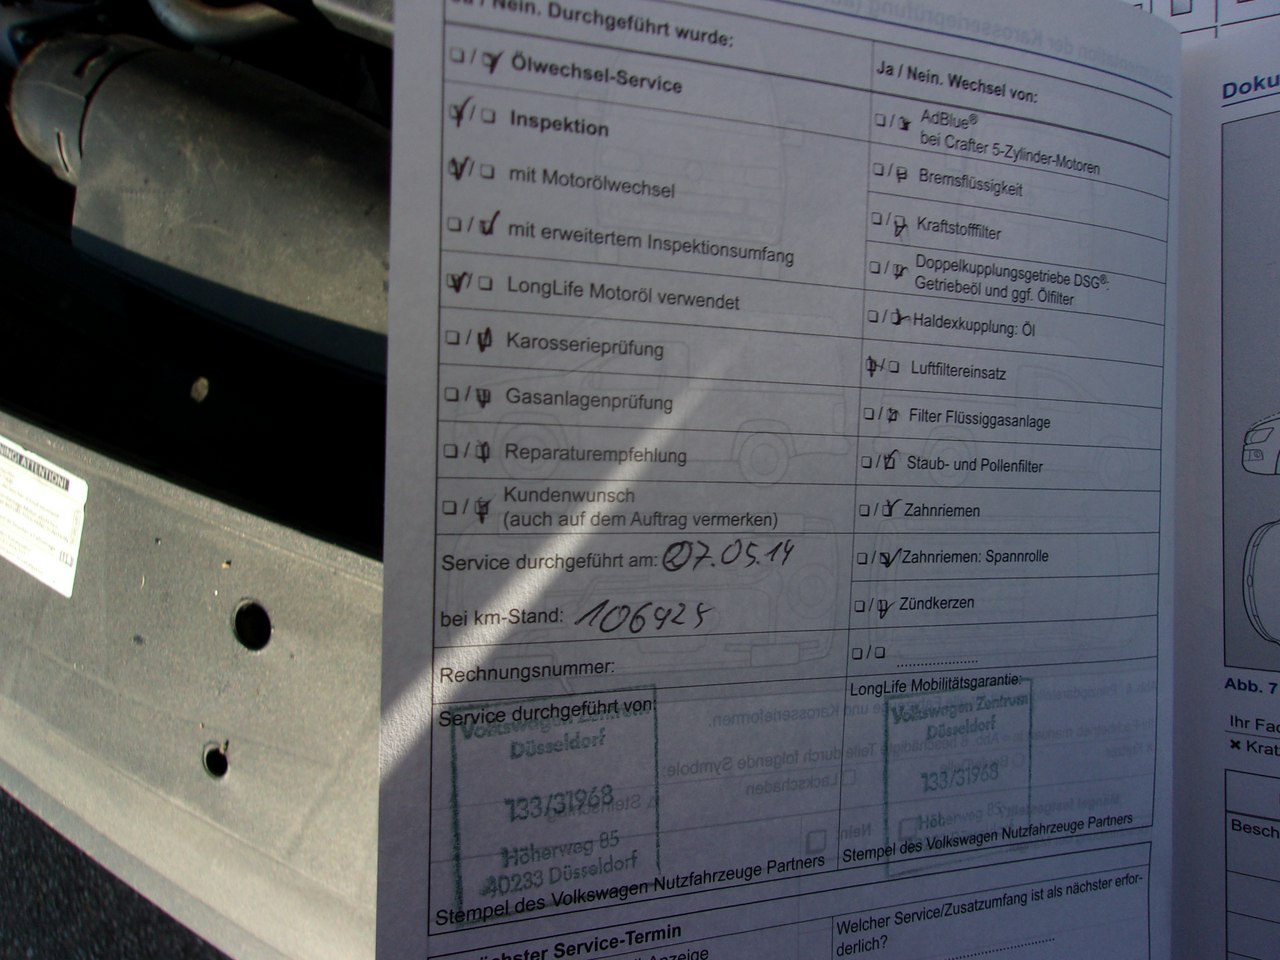 Nein. Durchgeführt wurde:
☐ / ☑ Ölwechsel-Service
☑ / ☐ Inspektion
☑ / ☐ mit Motorölwechsel
☐ / ☑ mit erweitertem Inspektionsumfang
☑ / ☐ LongLife Motoröl verwendet
☐ / ☑ Karosserieprüfung
☐ / ☑ Gasanlagenprüfung
☐ / ☑ Reparaturempfehlung
☐ / ☑ Kundenwunsch
(auch auf dem Auftrag vermerken)
Service durchgeführt am: 07.05.14
bei km-Stand: 106925
Rechnungsnummer:
Service durchgeführt von:
Volkswagen Zentrum
Düsseldorf
133/31968
Höherweg 85
40233 Düsseldorf
Stempel des Volkswagen Nutzfahrzeuge Partners
Ja / Nein. Wechsel von:
☐ / ☑ AdBlue®
bei Crafter 5-Zylinder-Motoren
☐ / ☑ Bremsflüssigkeit
☐ / ☑ Kraftstofffilter
☐ / ☑ Doppelkupplungsgetriebe DSG®:
Getriebeöl und ggf. Ölfilter
☐ / ☑ Haldexkupplung: Öl
☑ / ☐ Luftfiltereinsatz
☐ / ☑ Filter Flüssiggasanlage
☐ / ☑ Staub- und Pollenfilter
☐ / ☑ Zahnriemen
☐ / ☑ Zahnriemen: Spannrolle
☐ / ☑ Zündkerzen
☐ / ☐ ....................
LongLife Mobilitätsgarantie:
Volkswagen Zentrum
Düsseldorf
133/31968
Stempel des Volkswagen Nutzfahrzeuge Partners
Service-Termin
Anzeige
Welcher Service/Zusatzumfang ist als nächster erfor-
derlich?
Abb. 7
Ihr
ATTENTION!